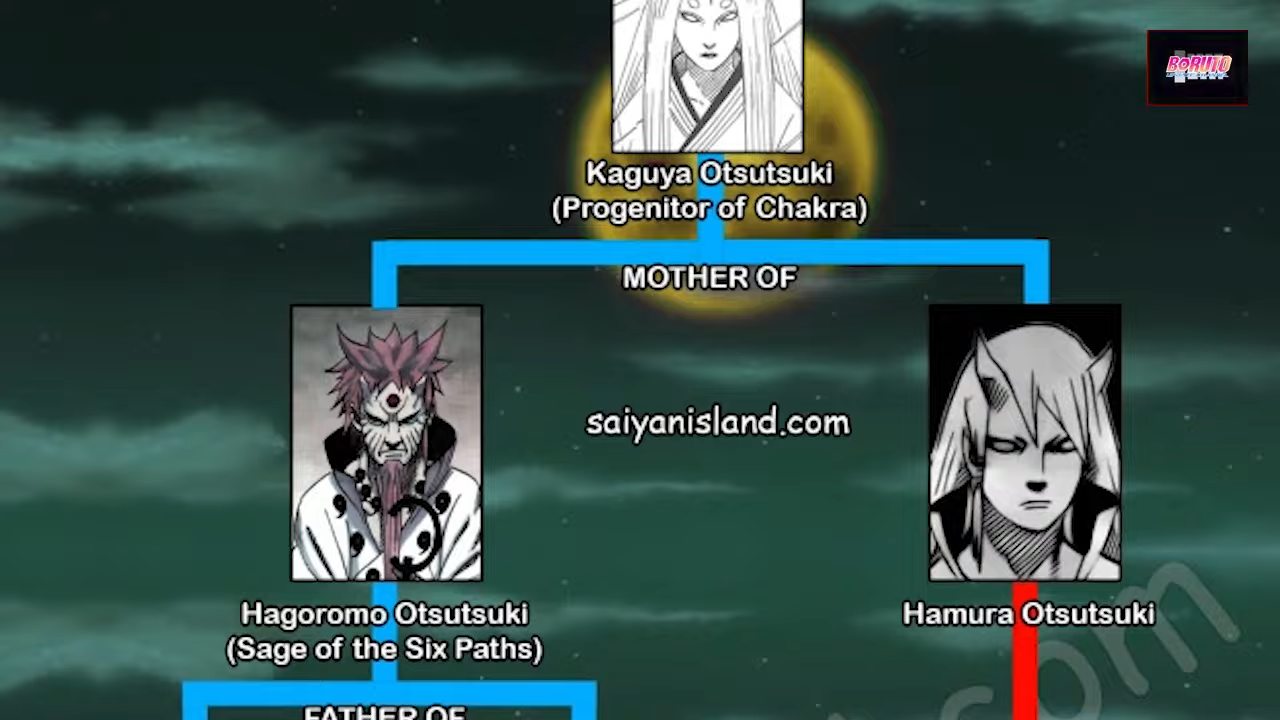 BORUTO
Kaguya Otsutsuki
(Progenitor of Chakra)
MOTHER OF
saiyanisland.com
Hagoromo Otsutsuki
(Sage of the Six Paths)
Hamura Otsutsuki
FATHER OF